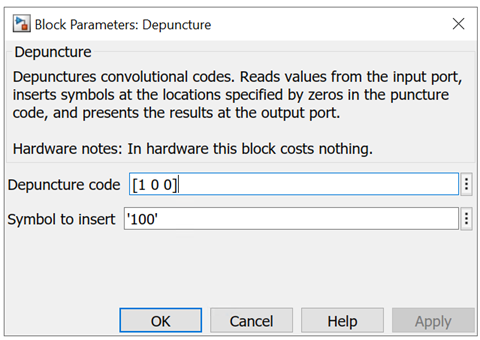 Block Parameters: Depuncture
Depuncture
Depunctures convolutional codes. Reads values from the input port,
inserts symbols at the locations specified by zeros in the puncture
code, and presents the results at the output port.
Hardware notes: In hardware this block costs nothing.
Depuncture code [1 0 0]
Symbol to insert '100'
OK Cancel Help Apply